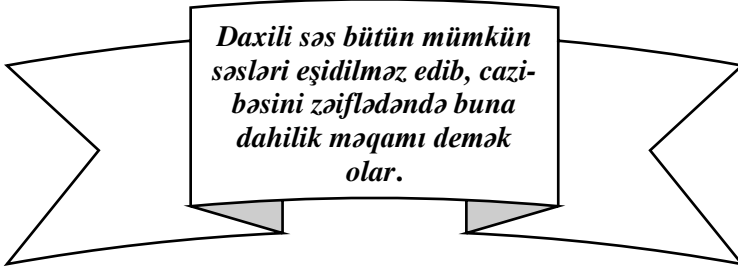 Daxili səs bütün mümkün
səsləri eşidilməz edib, cazi-
bəsini zəiflədəndə buna
dahilik məqamı demək
olar.